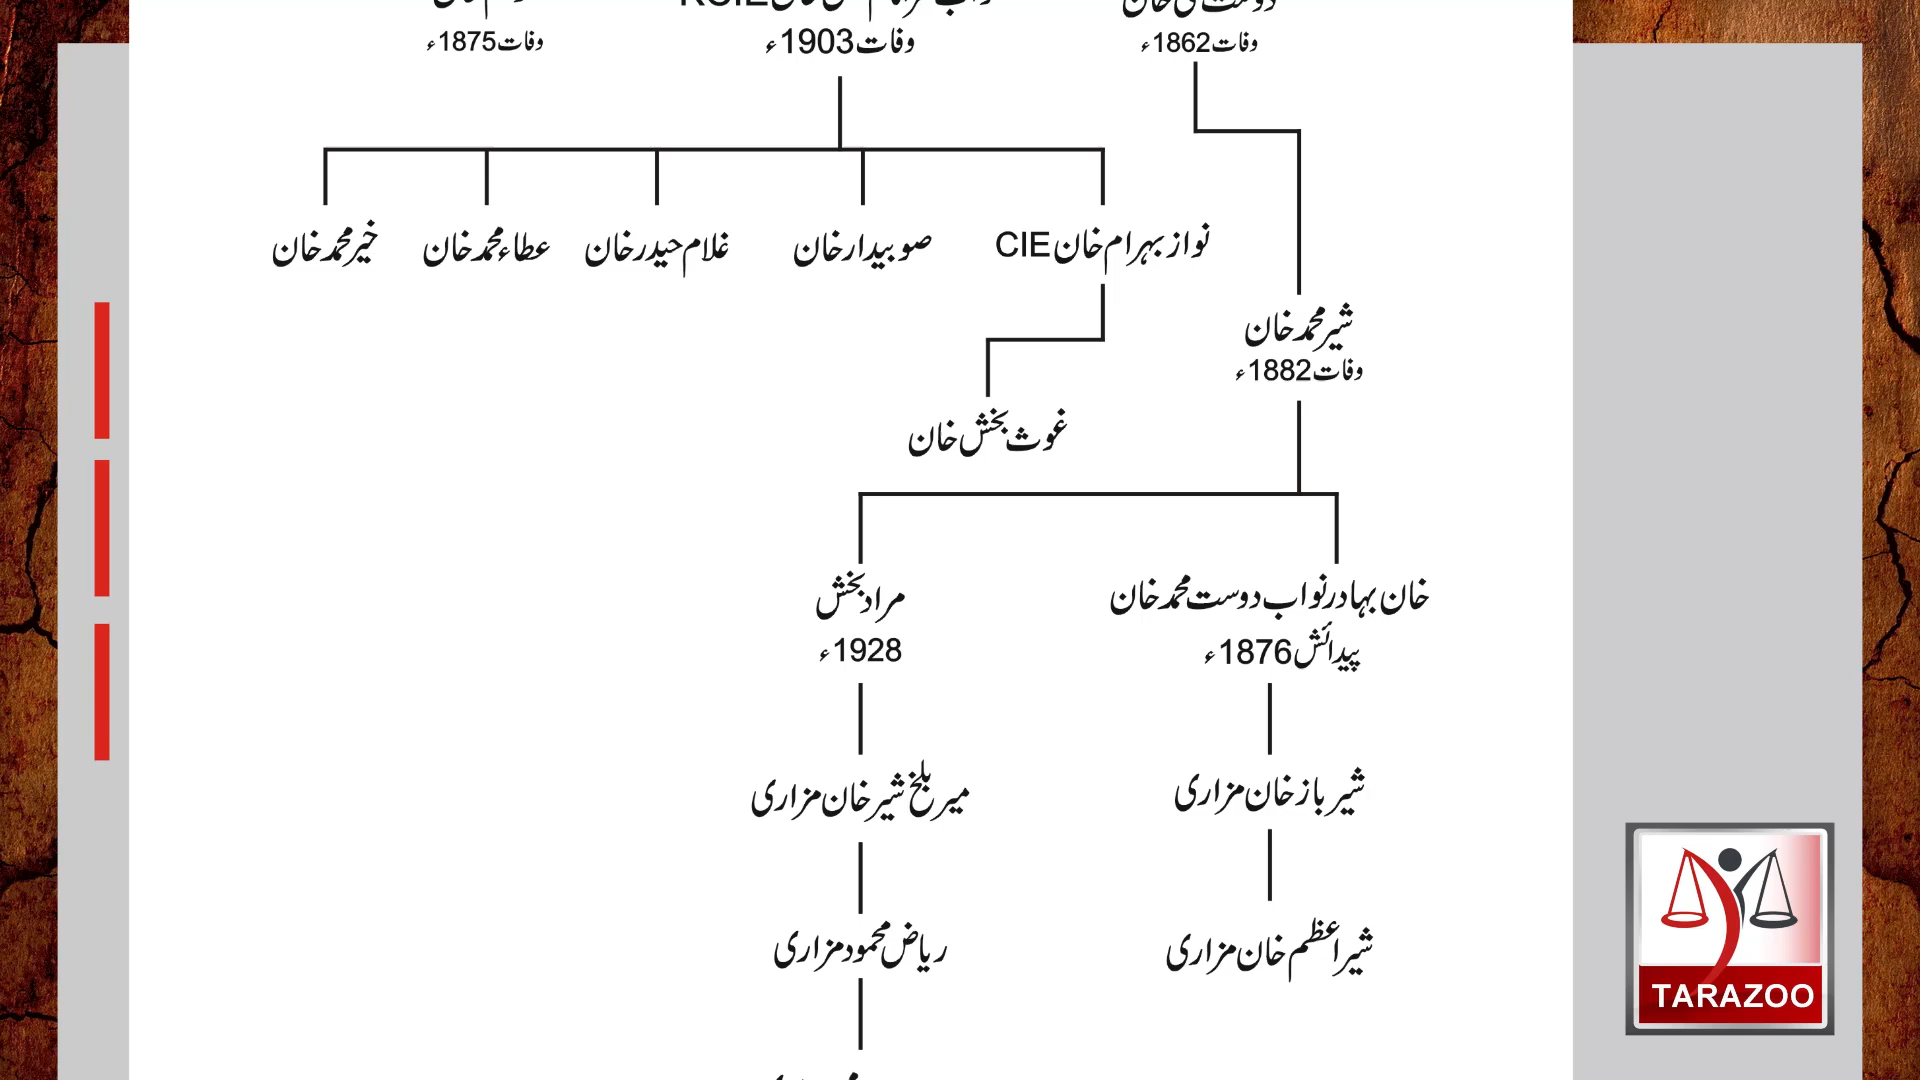 وفات 1862ء
وفات 1903ء
وفات 1875ء
نواز بہرام خان CIE
صوبیدار خان
غلام حیدر خان
عطاء محمد خان
خیر محمد خان
شیر محمد خان
وفات 1882ء
غوث بخش خان
خان بہادر نواب دوست محمد خان
پیدائش 1876ء
مراد بخش
1928ء
شیر باز خان مزاری
میر بلخ شیر خان مزاری
شیر اعظم خان مزاری
ریاض محمود مزاری
TARAZOO